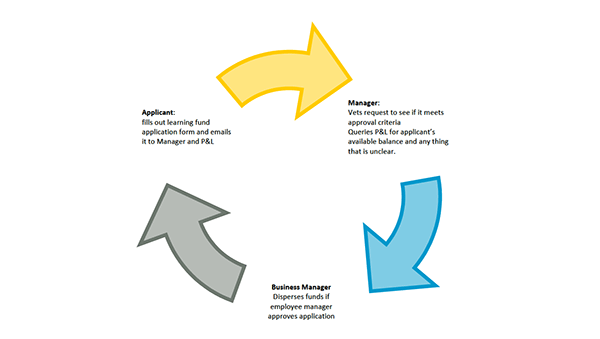 Applicant:
fills out learning fund
application form and emails
it to Manager and P&L
Manager:
Vets request to see if it meets
approval criteria
Queries P&L for applicant's
available balance and any thing
that is unclear.
Business Manager
Disperses funds if
employee manager
approves application